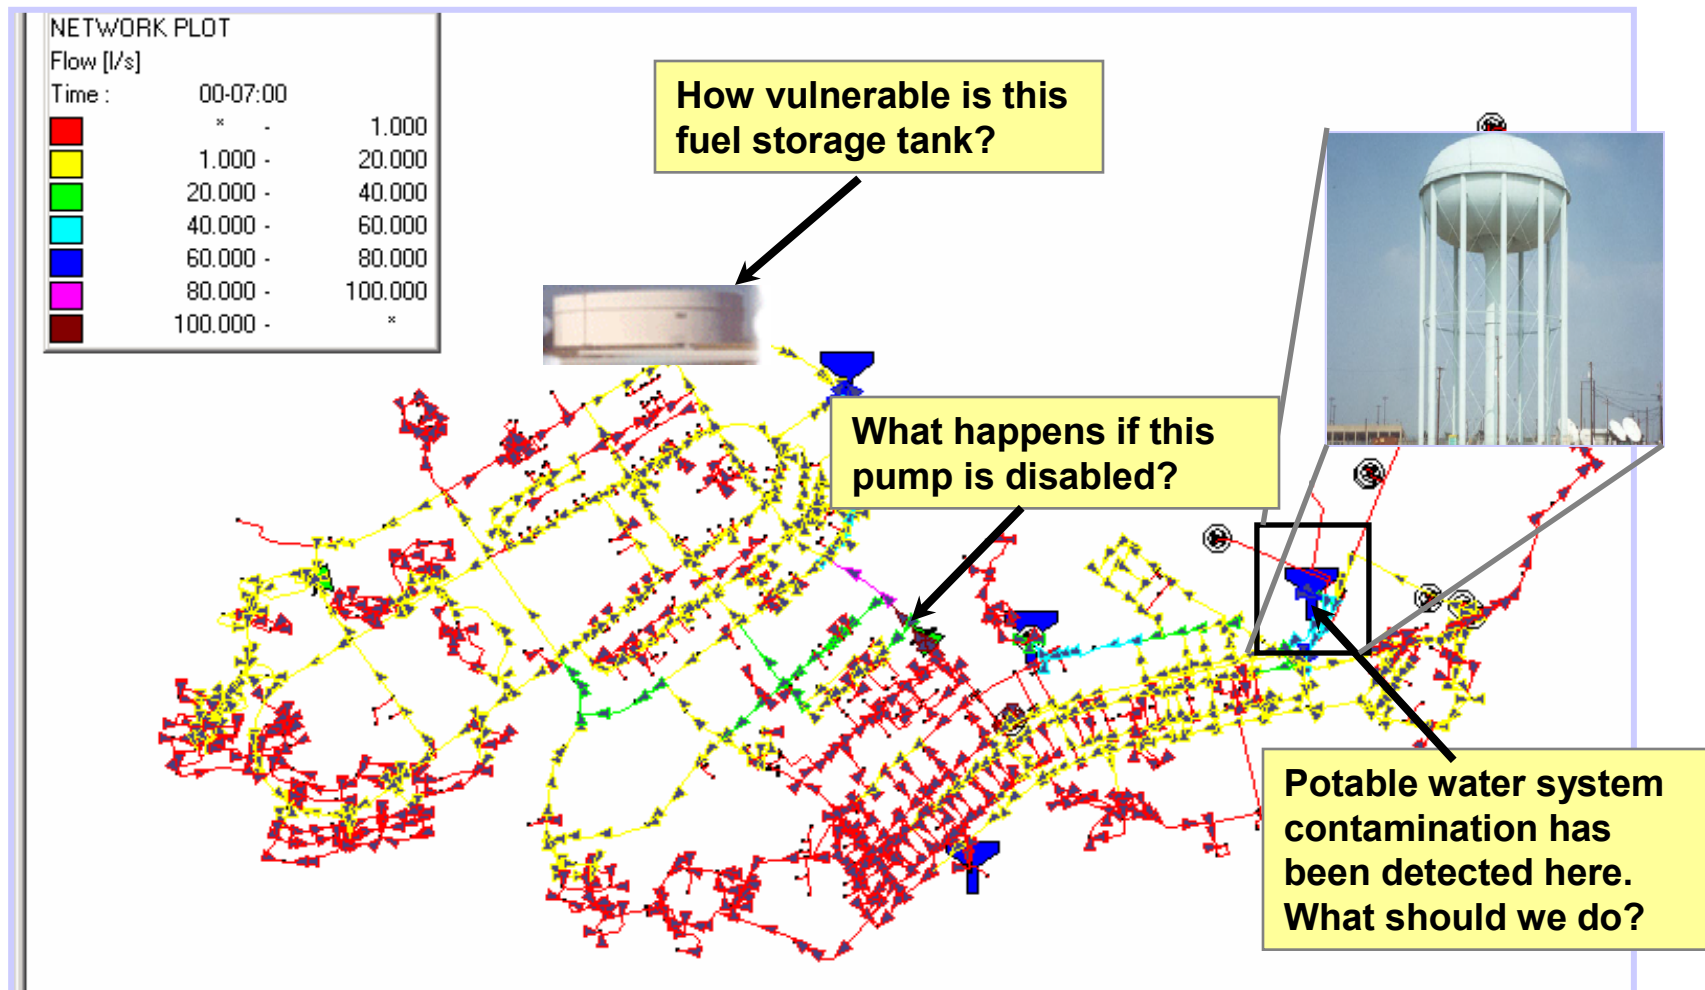 NETWORK PLOT
Flow [l/s]
Time : 00-07:00
* - 1.000
1.000 - 20.000
20.000 - 40.000
40.000 - 60.000
60.000 - 80.000
80.000 - 100.000
100.000 - *
How vulnerable is this
fuel storage tank?
What happens if this
pump is disabled?
Potable water system
contamination has
been detected here.
What should we do?